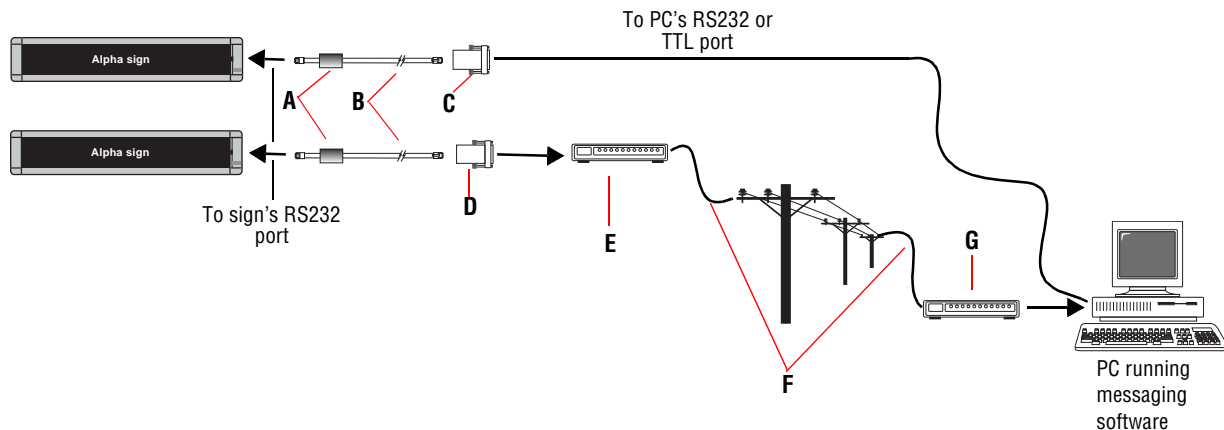 To PC's RS232 or
TTL port
Alpha sign
A
B
C
Alpha sign
To sign's RS232
port
D
E
G
F
PC running
messaging
software